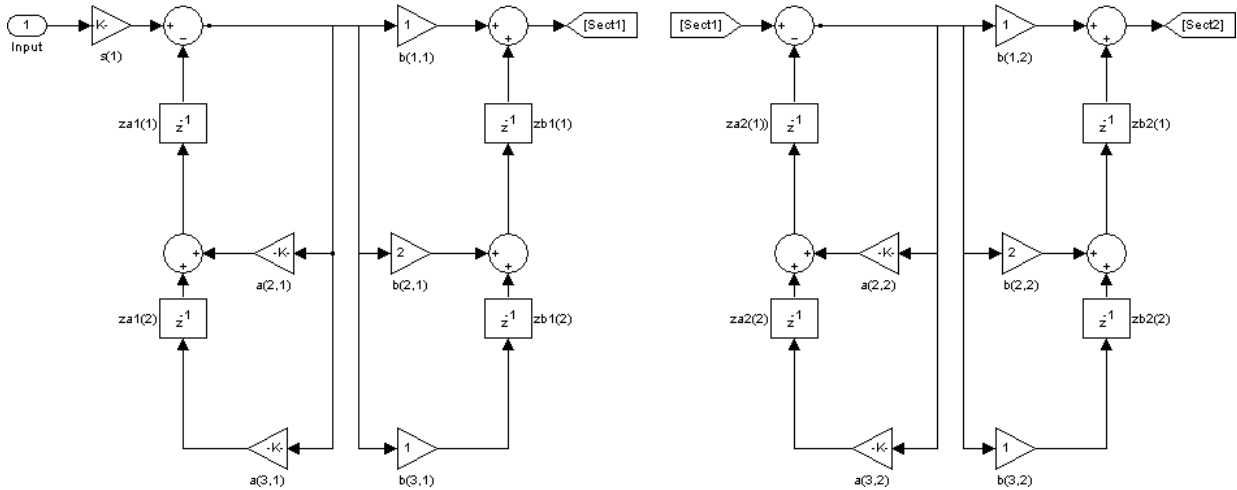 1
Input
K-
s(1)
+
−
1
b(1,1)
+
+
[Sect1]
za1(1)
z-1
z-1
zb1(1)
+
+
-K-
a(2,1)
2
b(2,1)
+
+
za1(2)
z-1
z-1
zb1(2)
-K-
a(3,1)
1
b(3,1)
[Sect1]
+
−
1
b(1,2)
+
+
[Sect2]
za2(1))
z-1
z-1
zb2(1)
+
+
-K-
a(2,2)
2
b(2,2)
+
+
za2(2)
z-1
z-1
zb2(2)
-K-
a(3,2)
1
b(3,2)